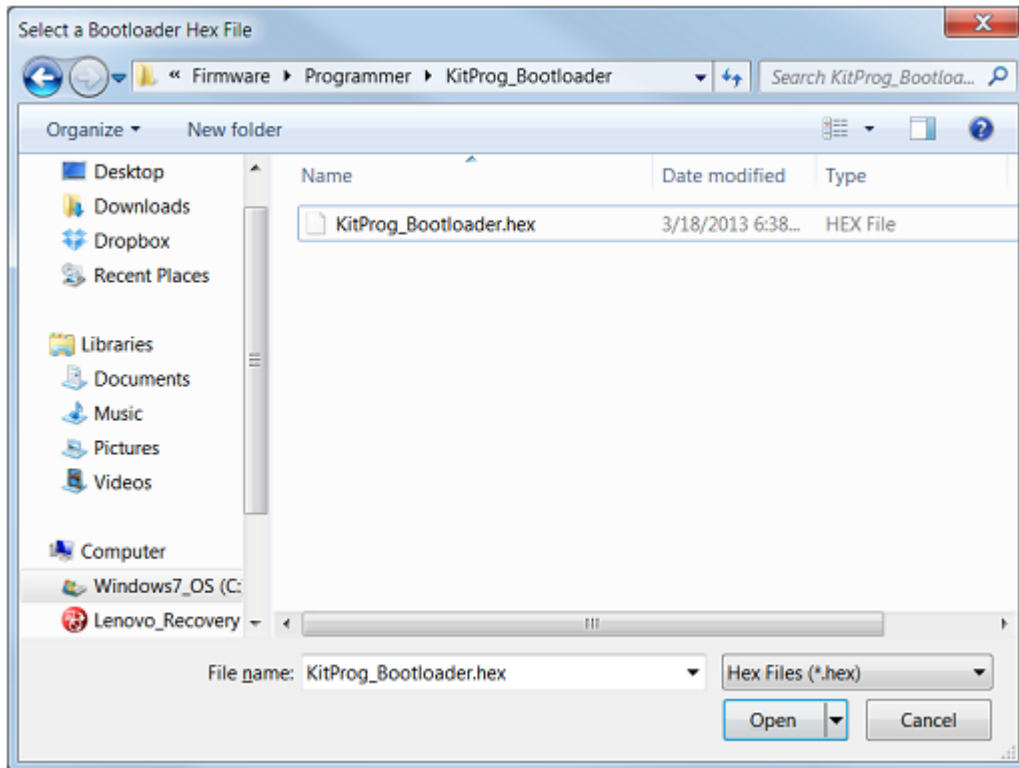 Select a Bootloader Hex File
« Firmware ▸ Programmer ▸ KitProg_Bootloader
Search KitProg_Bootloa...
Organize New folder
Name Date modified Type
KitProg_Bootloader.hex 3/18/2013 6:38... HEX File
Desktop
Downloads
Dropbox
Recent Places
Libraries
Documents
Music
Pictures
Videos
Computer
Windows7_OS (C:
Lenovo_Recovery
File name: KitProg_Bootloader.hex Hex Files (*.hex)
Open Cancel